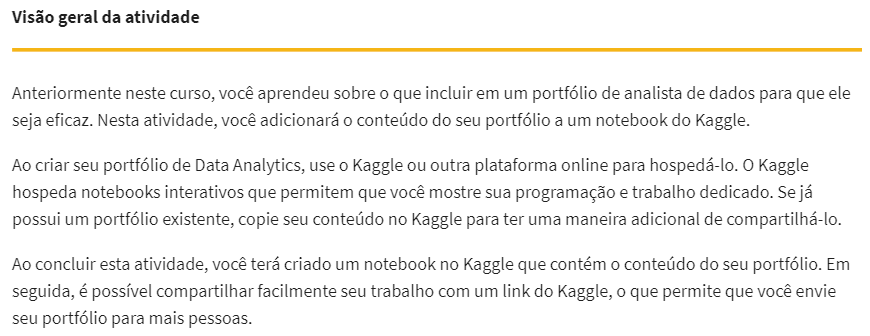 Visão geral da atividade
Anteriormente neste curso, você aprendeu sobre o que incluir em um portfólio de analista de dados para que ele
seja eficaz. Nesta atividade, você adicionará o conteúdo do seu portfólio a um notebook do Kaggle.
Ao criar seu portfólio de Data Analytics, use o Kaggle ou outra plataforma online para hospedá-lo. O Kaggle
hospeda notebooks interativos que permitem que você mostre sua programação e trabalho dedicado. Se já
possui um portfólio existente, copie seu conteúdo no Kaggle para ter uma maneira adicional de compartilhá-lo.
Ao concluir esta atividade, você terá criado um notebook no Kaggle que contém o conteúdo do seu portfólio. Em
seguida, é possível compartilhar facilmente seu trabalho com um link do Kaggle, o que permite que você envie
seu portfólio para mais pessoas.